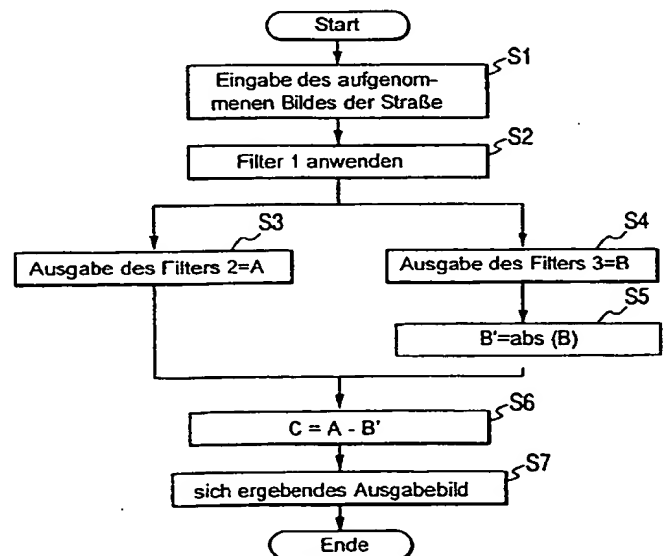 Start
S1
Eingabe des aufgenom-
menen Bildes der Straße
S2
Filter 1 anwenden
S3
Ausgabe des Filters 2=A
S4
Ausgabe des Filters 3=B
S5
B'=abs (B)
S6
C = A - B'
S7
sich ergebendes Ausgabebild
Ende